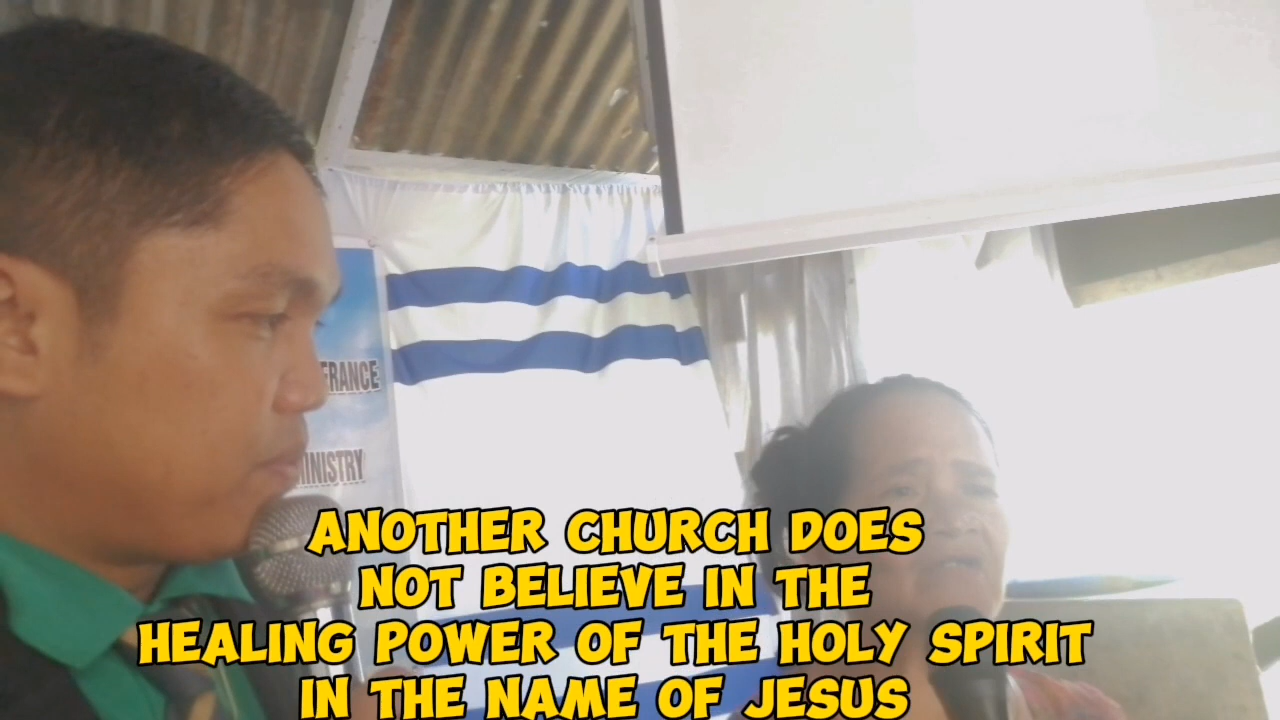 FRANCE
MINISTRY
ANOTHER CHURCH DOES
NOT BELIEVE IN THE
HEALING POWER OF THE HOLY SPIRIT
IN THE NAME OF JESUS